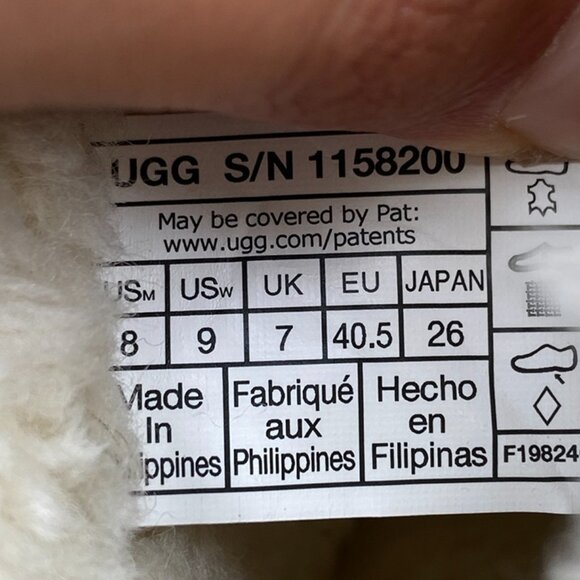 UGG S/N 1158200
May be covered by Pat:
www.ugg.com/patents
USM USW UK EU JAPAN
8 9 7 40.5 26
Made In ippines
Fabriqué aux Philippines
Hecho en Filipinas
F19824